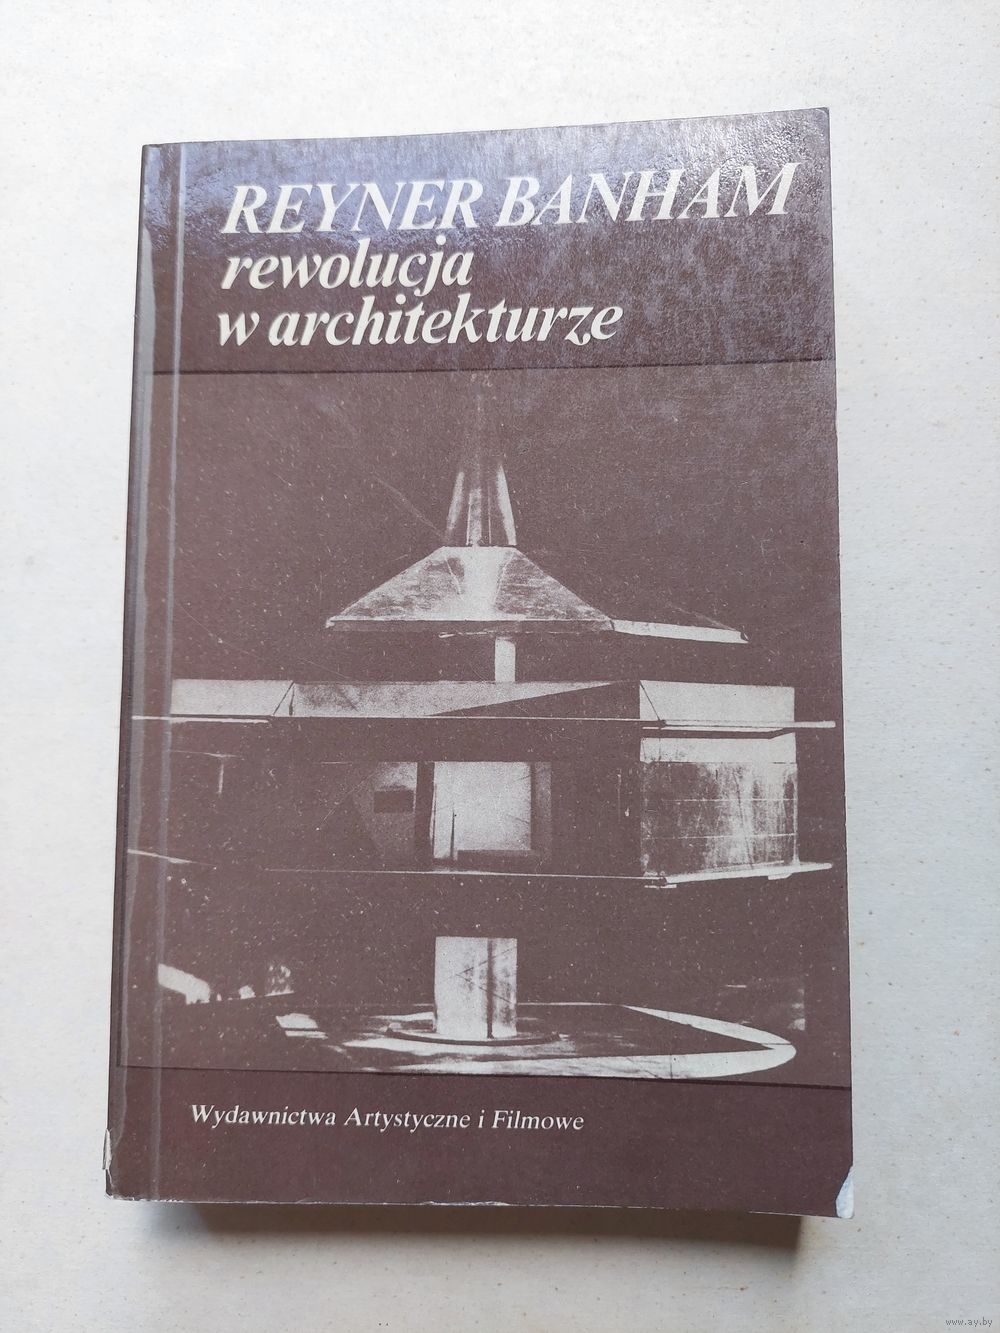 REYNER BANHAM
rewolucja
w architekturze
Wydawnictwa Artystyczne i Filmowe
www.ay.by